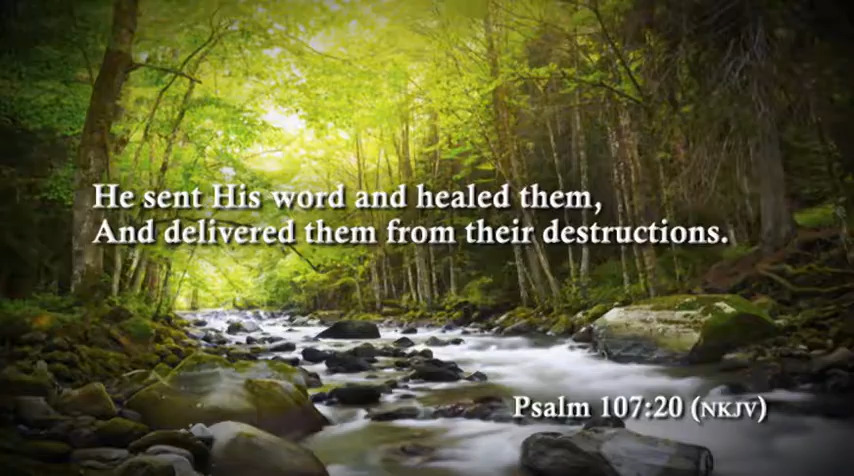 He sent His word and healed them,
And delivered them from their destructions.
Psalm 107:20 (NKJV)